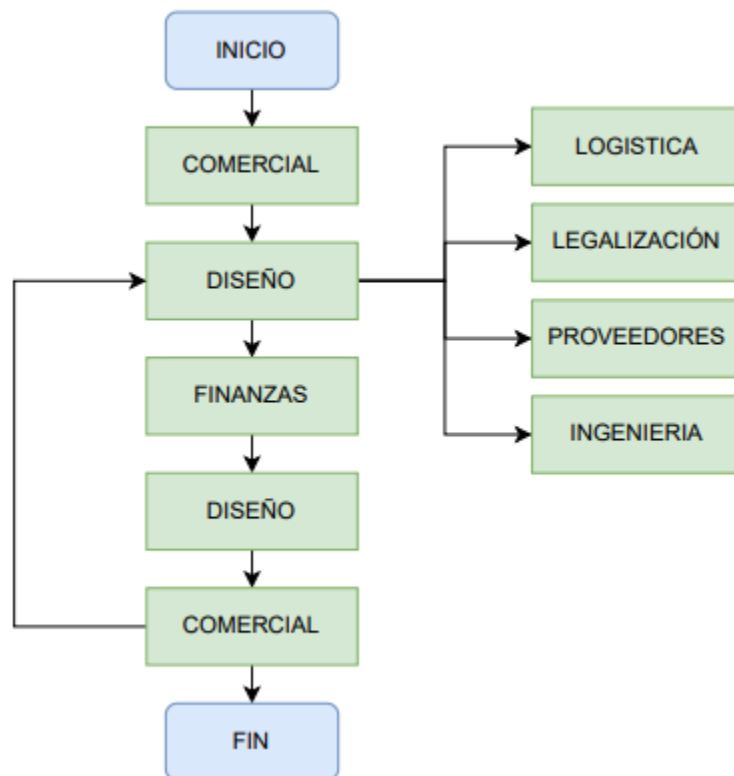 INICIO
COMERCIAL
DISEÑO
FINANZAS
DISEÑO
COMERCIAL
FIN
LOGISTICA
LEGALIZACIÓN
PROVEEDORES
INGENIERIA